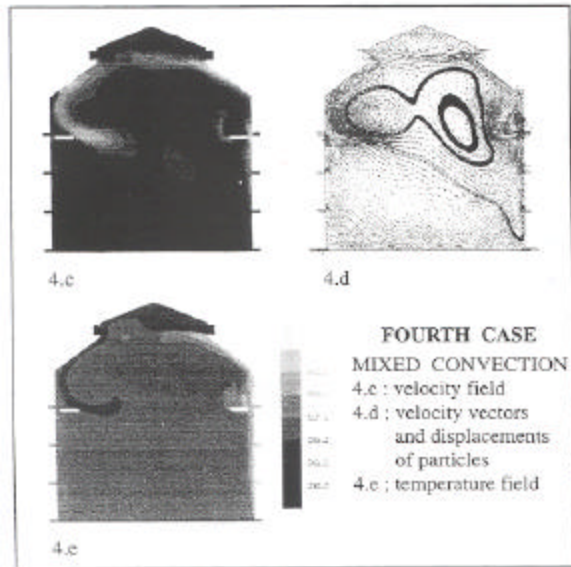 4.c
4.d
FOURTH CASE
MIXED CONVECTION
4.c : velocity field
4.d : velocity vectors
and displacements
of particles
4.e : temperature field
4.e